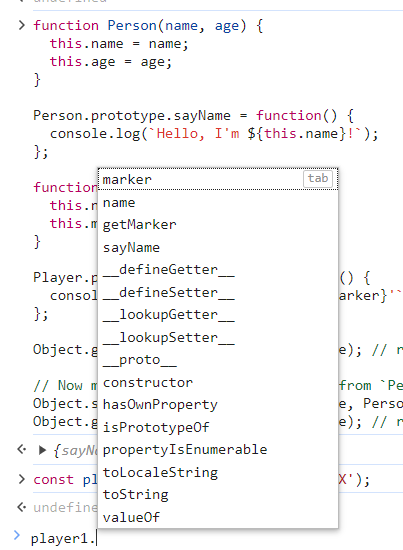 undefined
function Person(name, age) {
this.name = name;
this.age = age;
}
Person.prototype.sayName = function() {
console.log(`Hello, I'm ${this.name}!`);
};
function
this.n
this.m
}
Player.p
() {
consol
arker}'`
};
Object.g
e); // r
// Now m
from `Pe
Object.s
e, Perso
Object.g
e); // r
{sayNa
const pl
X');
undefine
player1.
marker
tab
name
getMarker
sayName
__defineGetter__
__defineSetter__
__lookupGetter__
__lookupSetter__
__proto__
constructor
hasOwnProperty
isPrototypeOf
propertyIsEnumerable
toLocaleString
toString
valueOf